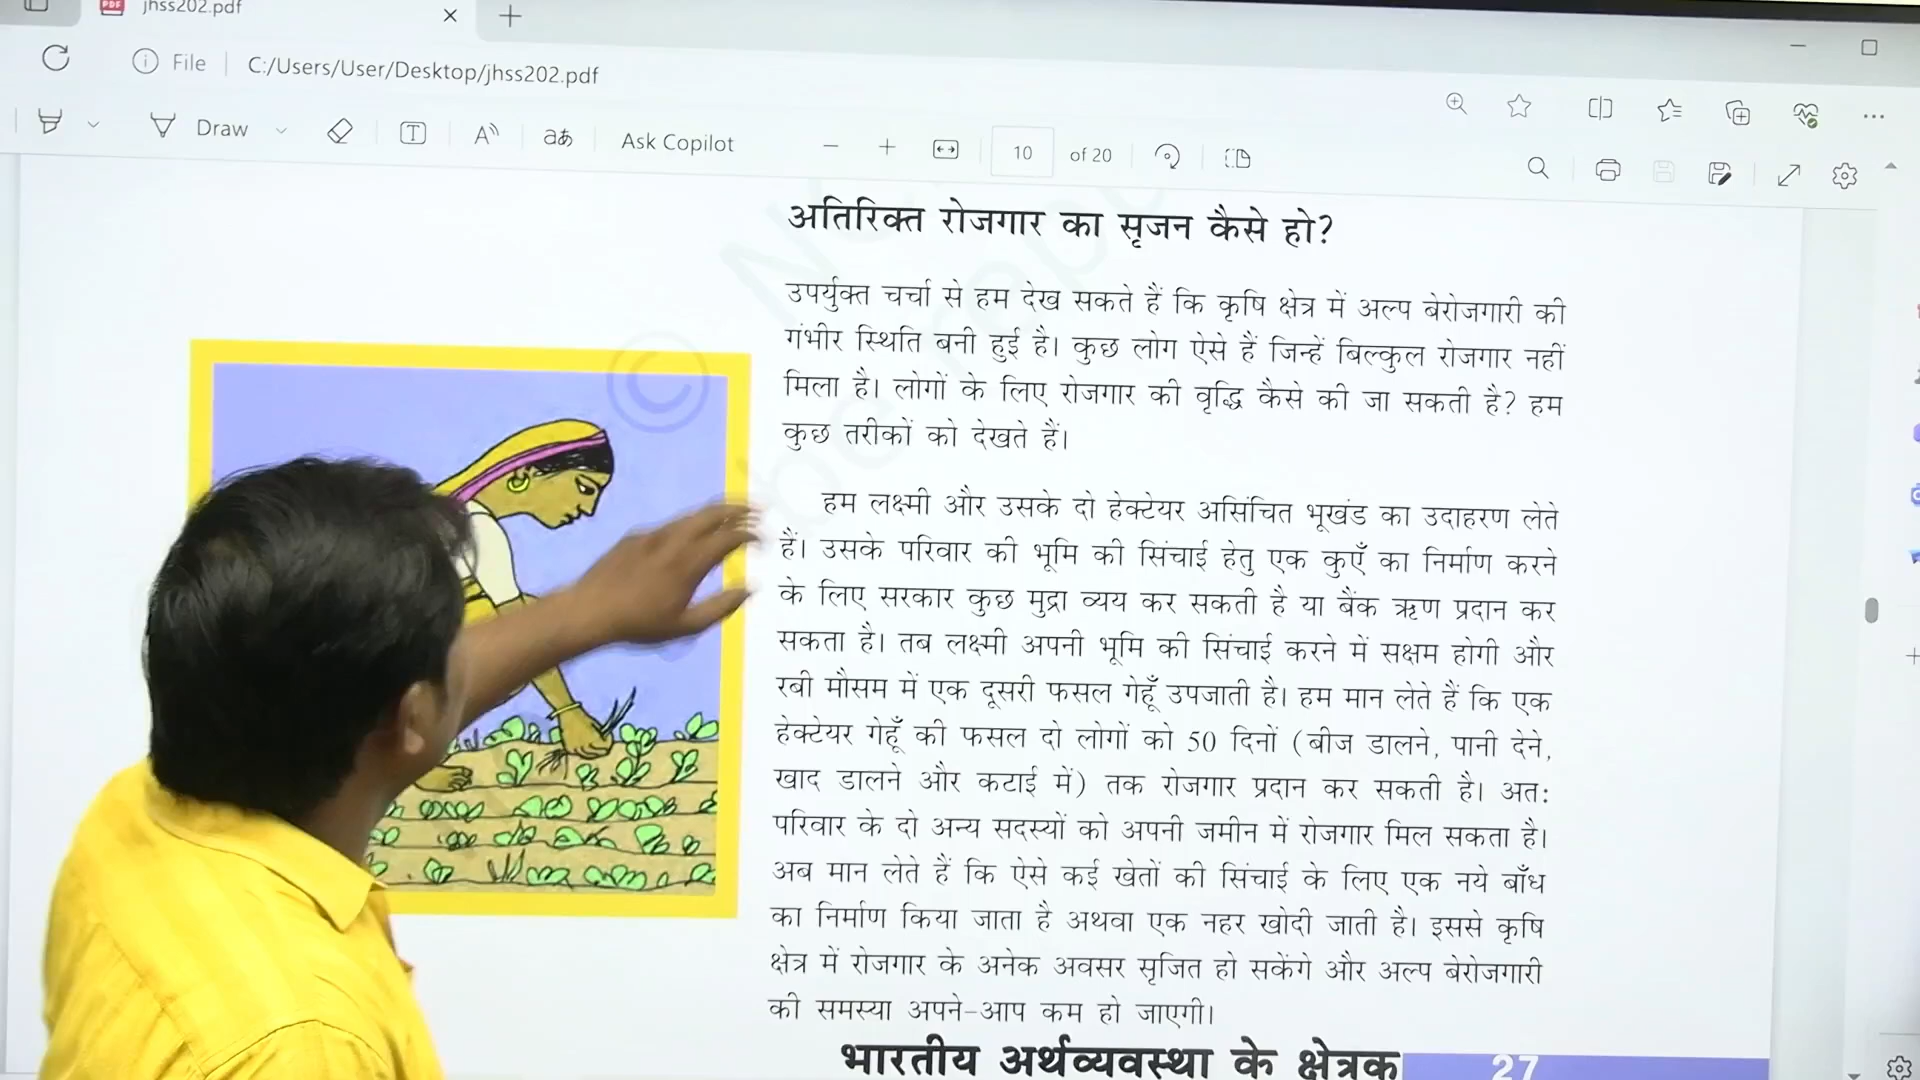 jhss202.pdf
File C:/Users/User/Desktop/jhss202.pdf
Draw aあ Ask Copilot 10 of 20
अतिरिक्त रोजगार का सृजन कैसे हो?
उपर्युक्त चर्चा से हम देख सकते हैं कि कृषि क्षेत्र में अल्प बेरोजगारी की
गंभीर स्थिति बनी हुई है। कुछ लोग ऐसे हैं जिन्हें बिल्कुल रोजगार नहीं
मिला है। लोगों के लिए रोजगार की वृद्धि कैसे की जा सकती है? हम
कुछ तरीकों को देखते हैं।
हम लक्ष्मी और उसके दो हेक्टेयर असिंचित भूखंड का उदाहरण लेते
हैं। उसके परिवार की भूमि की सिंचाई हेतु एक कुएँ का निर्माण करने
के लिए सरकार कुछ मुद्रा व्यय कर सकती है या बैंक ऋण प्रदान कर
सकता है। तब लक्ष्मी अपनी भूमि की सिंचाई करने में सक्षम होगी और
रबी मौसम में एक दूसरी फसल गेहूँ उपजाती है। हम मान लेते हैं कि एक
हेक्टेयर गेहूँ की फसल दो लोगों को 50 दिनों (बीज डालने, पानी देने,
खाद डालने और कटाई में) तक रोजगार प्रदान कर सकती है। अतः
परिवार के दो अन्य सदस्यों को अपनी जमीन में रोजगार मिल सकता है।
अब मान लेते हैं कि ऐसे कई खेतों की सिंचाई के लिए एक नये बाँध
का निर्माण किया जाता है अथवा एक नहर खोदी जाती है। इससे कृषि
क्षेत्र में रोजगार के अनेक अवसर सृजित हो सकेंगे और अल्प बेरोजगारी
की समस्या अपने-आप कम हो जाएगी।
भारतीय अर्थव्यवस्था के क्षेत्रक 27